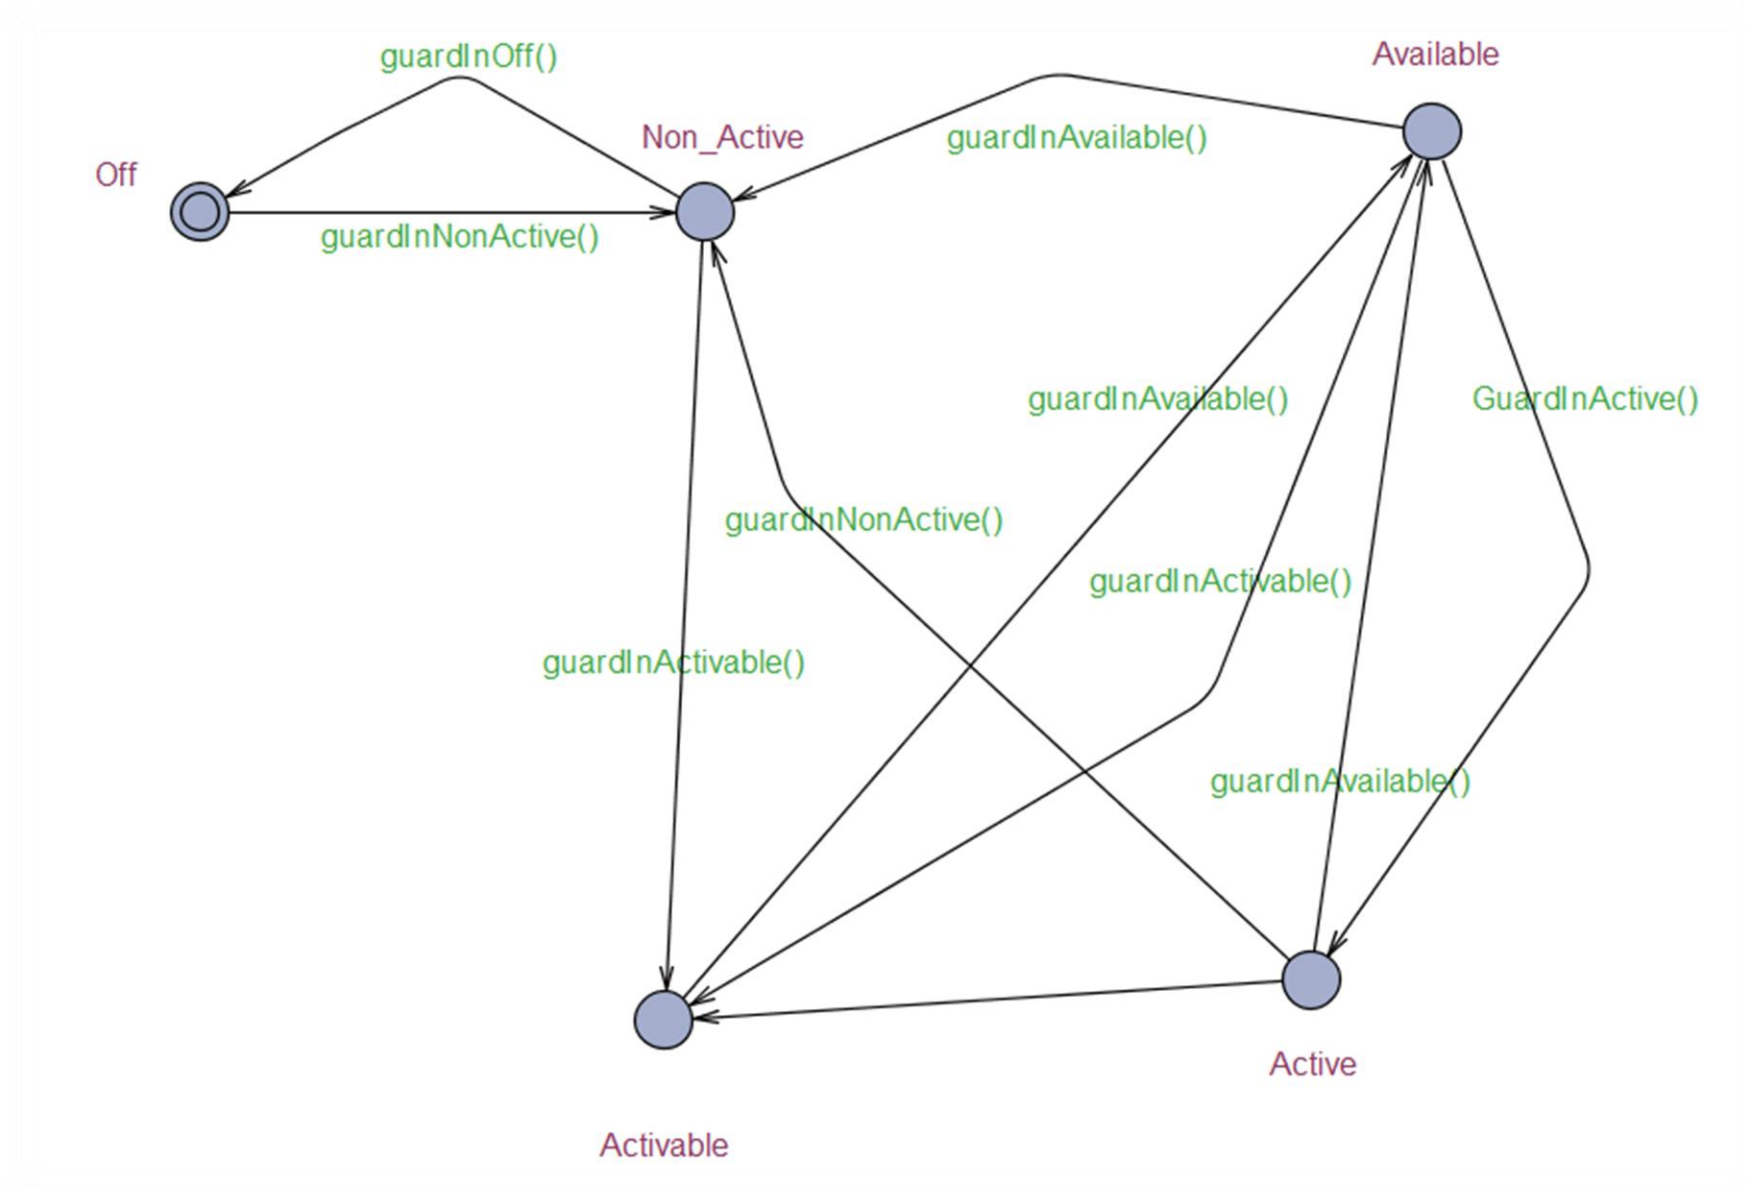 Available
guardInOff()
Non_Active
guardInAvailable()
Off
guardInNonActive()
guardInAvailable()
GuardInActive()
guardInNonActive()
guardInActivable()
guardInActivable()
guardInAvailable()
Active
Activable